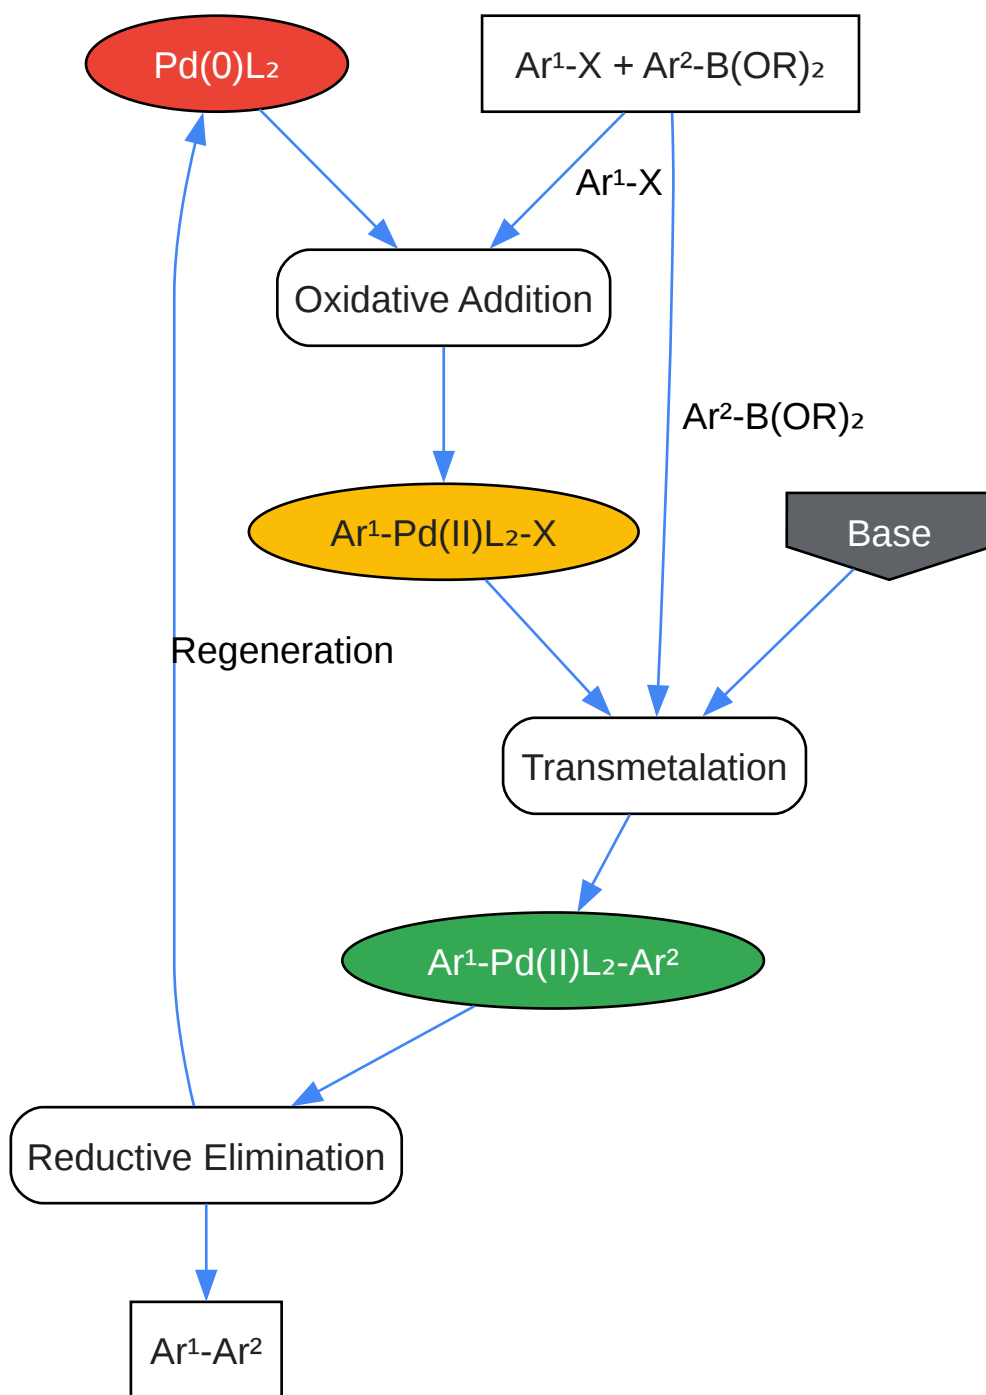 Pd(0)L₂
Ar¹-X + Ar²-B(OR)₂
Ar¹-X
Oxidative Addition
Ar²-B(OR)₂
Ar¹-Pd(II)L₂-X
Base
Regeneration
Transmetalation
Ar¹-Pd(II)L₂-Ar²
Reductive Elimination
Ar¹-Ar²